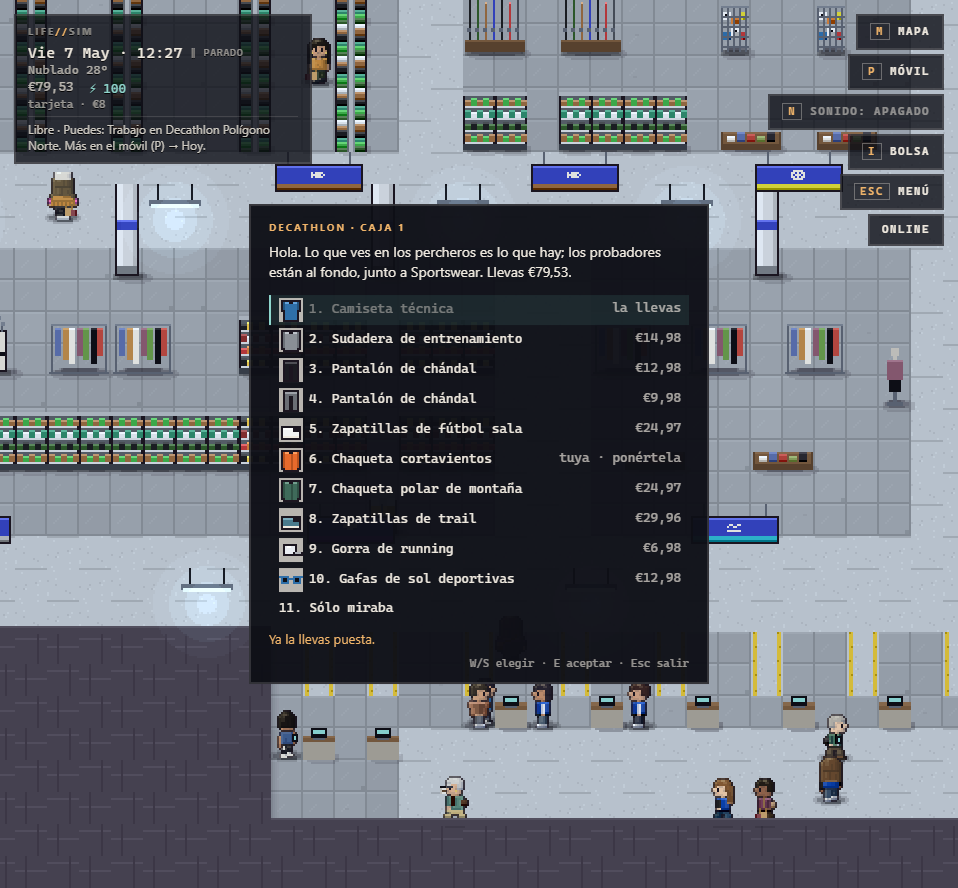 LIFE//SIM
Vie 7 May · 12:27 ‖ PARADO
Nublado 28°
€79,53 ⚡ 100
tarjeta · €8
Libre · Puedes: Trabajo en Decathlon Polígono
Norte. Más en el móvil (P) → Hoy.
M MAPA
P MÓVIL
N SONIDO: APAGADO
I BOLSA
ESC MENÚ
ONLINE
DECATHLON · CAJA 1
Hola. Lo que ves en los percheros es lo que hay; los probadores
están al fondo, junto a Sportswear. Llevas €79,53.
1. Camiseta técnica la llevas
2. Sudadera de entrenamiento €14,98
3. Pantalón de chándal €12,98
4. Pantalón de chándal €9,98
5. Zapatillas de fútbol sala €24,97
6. Chaqueta cortavientos tuya · ponértela
7. Chaqueta polar de montaña €24,97
8. Zapatillas de trail €29,96
9. Gorra de running €6,98
10. Gafas de sol deportivas €12,98
11. Sólo miraba
Ya la llevas puesta.
W/S elegir · E aceptar · Esc salir